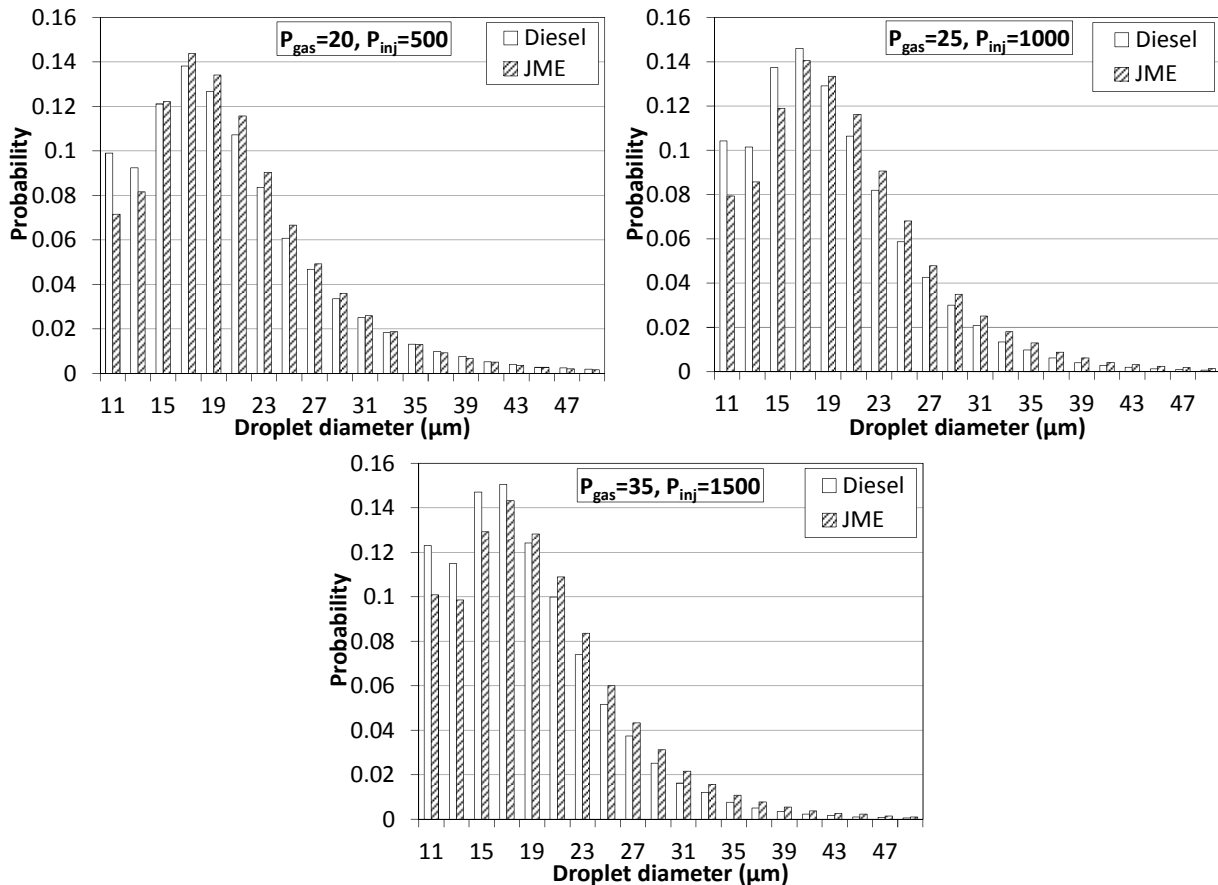 P_gas=20, P_inj=500
Diesel
JME
Probability
0.16
0.14
0.12
0.1
0.08
0.06
0.04
0.02
0
11 15 19 23 27 31 35 39 43 47
Droplet diameter (µm)
P_gas=25, P_inj=1000
Diesel
JME
Probability
0.16
0.14
0.12
0.1
0.08
0.06
0.04
0.02
0
11 15 19 23 27 31 35 39 43 47
Droplet diameter (µm)
P_gas=35, P_inj=1500
Diesel
JME
Probability
0.16
0.14
0.12
0.1
0.08
0.06
0.04
0.02
0
11 15 19 23 27 31 35 39 43 47
Droplet diameter (µm)